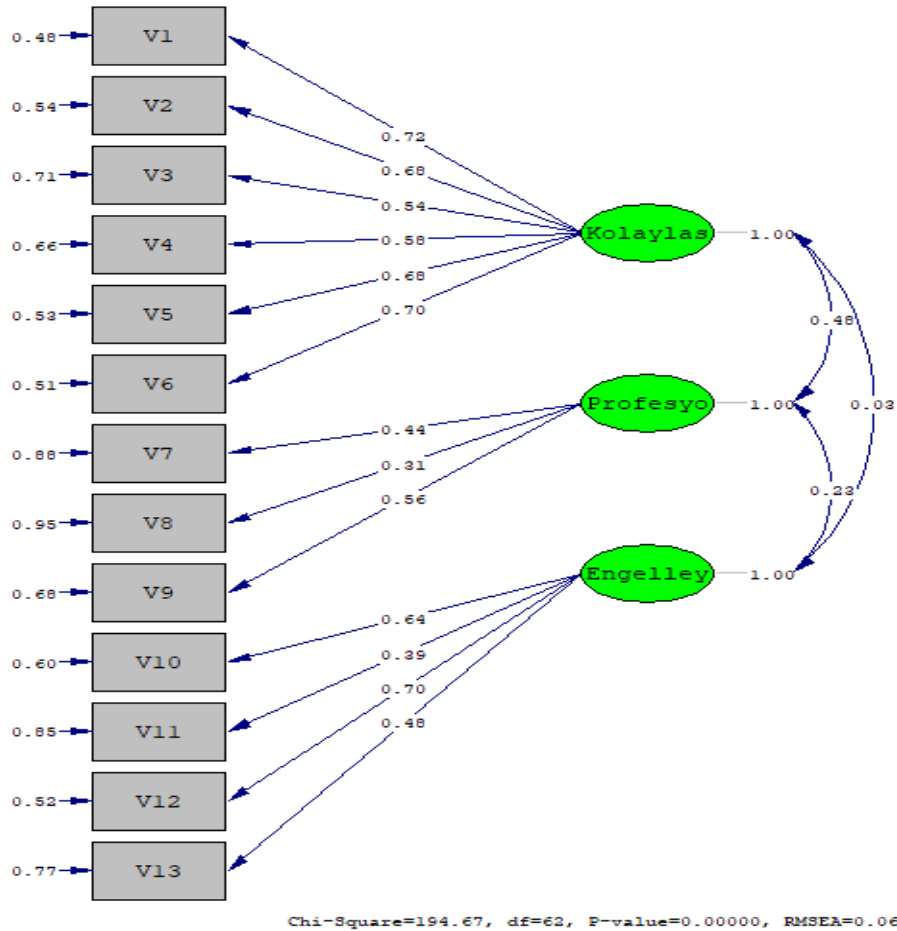 0.48 V1
0.54 V2
0.71 V3
0.66 V4
0.53 V5
0.51 V6
0.88 V7
0.95 V8
0.68 V9
0.60 V10
0.85 V11
0.52 V12
0.77 V13
0.72
0.68
0.54
0.58
0.68
0.70
0.44
0.31
0.56
0.64
0.39
0.70
0.48
Kolaylas 1.00
Profesyo 1.00
Engelley 1.00
0.48
0.03
0.23
Chi-Square=194.67, df=62, P-value=0.00000, RMSEA=0.06